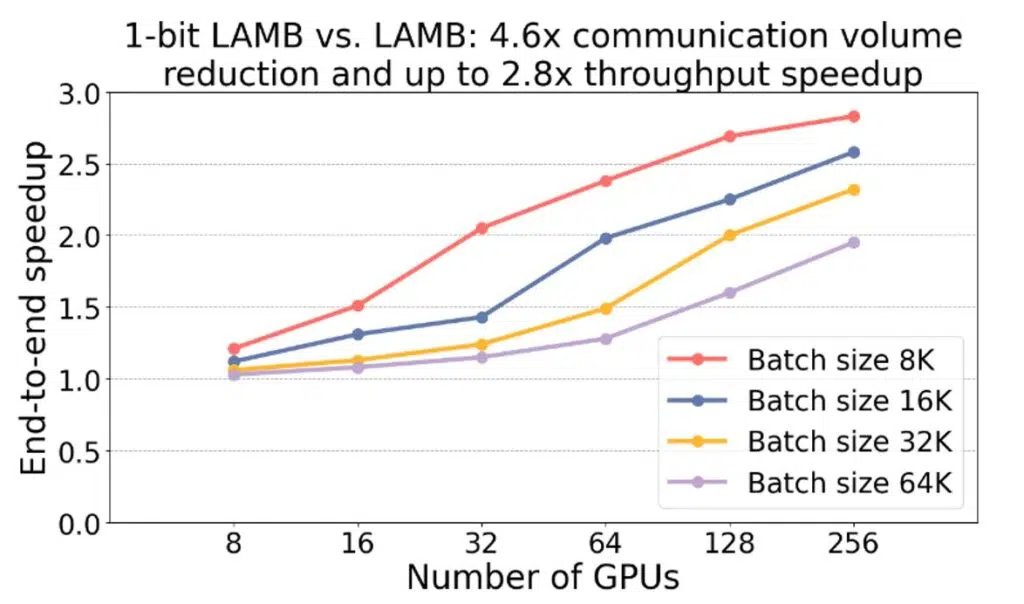 1-bit LAMB vs. LAMB: 4.6x communication volume
reduction and up to 2.8x throughput speedup
End-to-end speedup
3.0
2.5
2.0
1.5
1.0
0.5
0.0
Batch size 8K
Batch size 16K
Batch size 32K
Batch size 64K
8 16 32 64 128 256
Number of GPUs